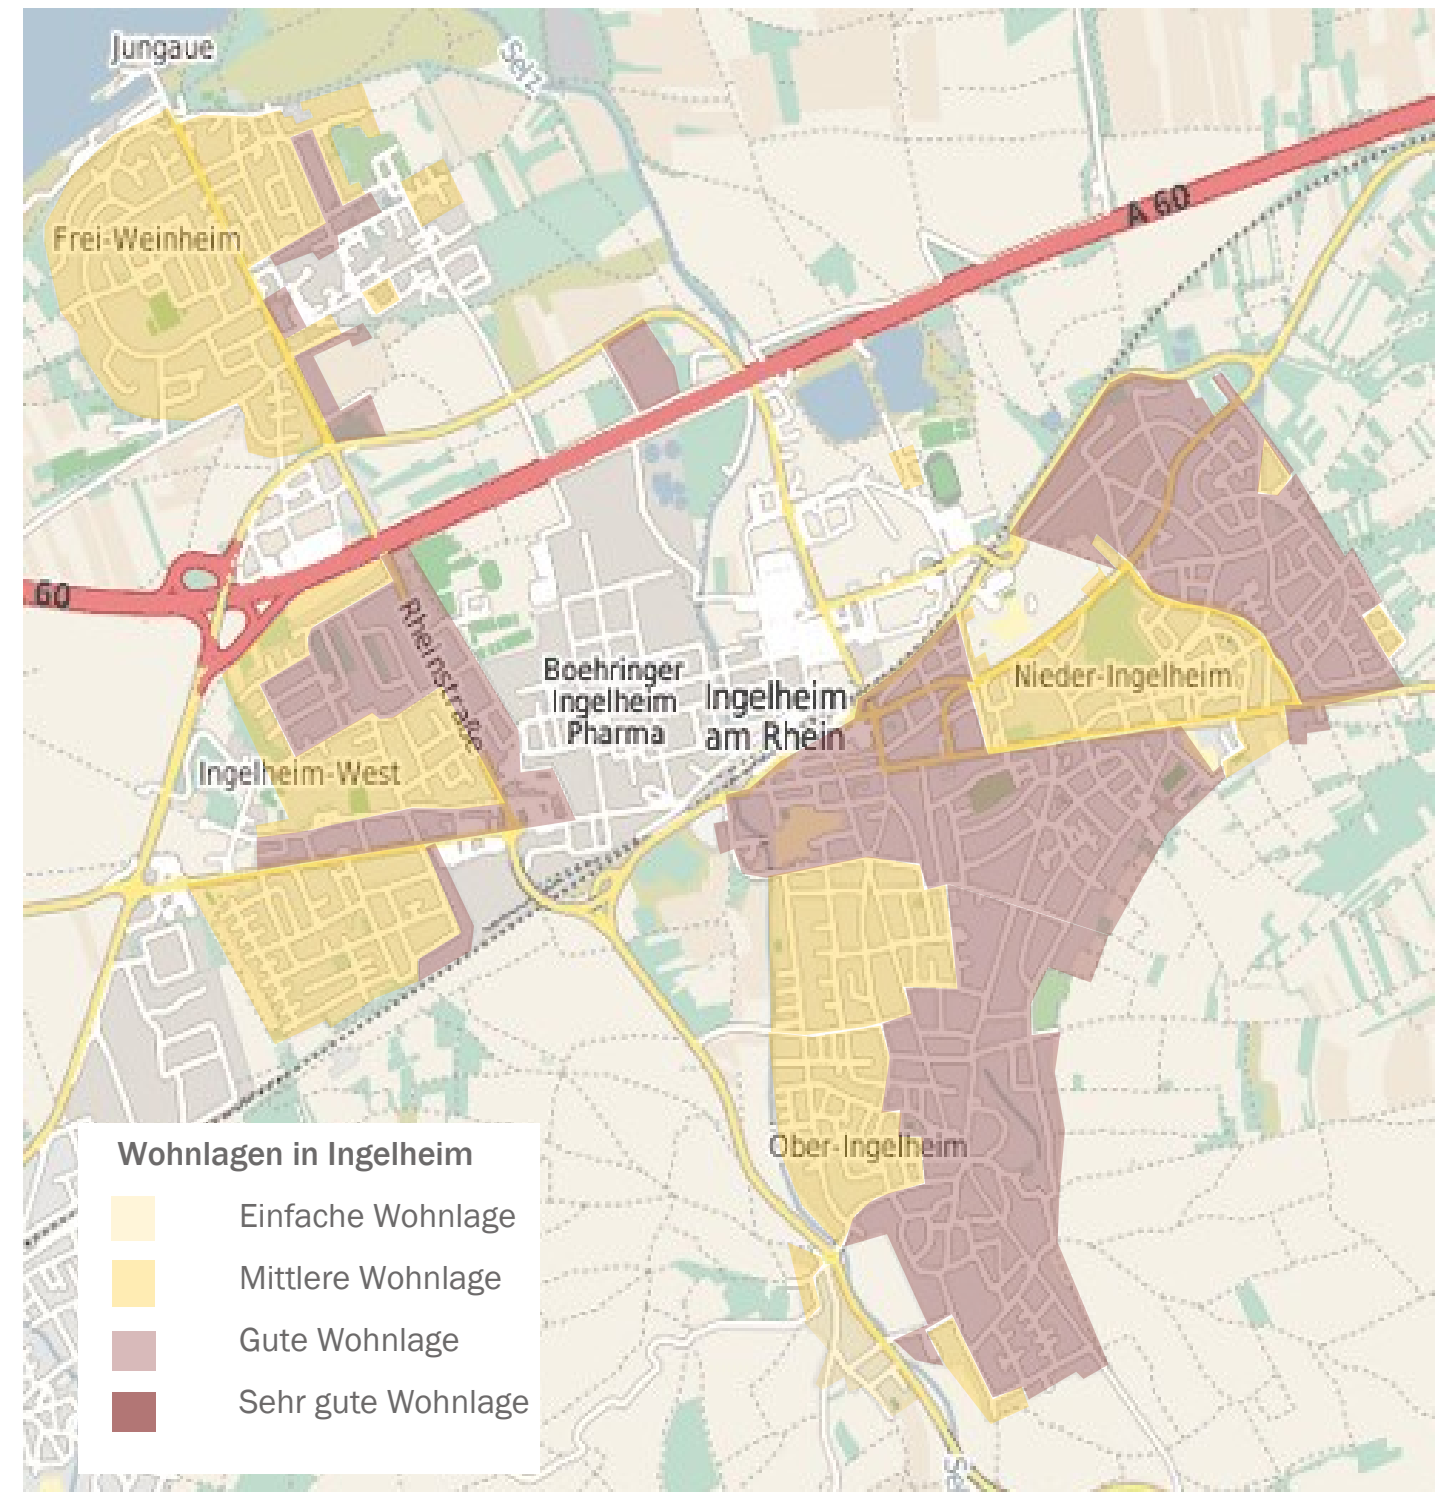 Jungaue
Selz
A 60
Frei-Weinheim
60
Rheinstraße
Boehringer
Ingelheim
Pharma
Ingelheim
am Rhein
Nieder-Ingelheim
Ingelheim-West
Ober-Ingelheim
Wohnlagen in Ingelheim
Einfache Wohnlage
Mittlere Wohnlage
Gute Wohnlage
Sehr gute Wohnlage